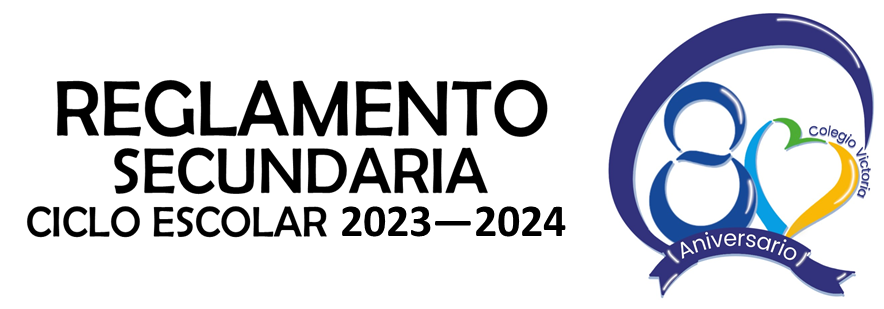 REGLAMENTO
SECUNDARIA
CICLO ESCOLAR 2023—2024
80
Colegio Victoria
Aniversario